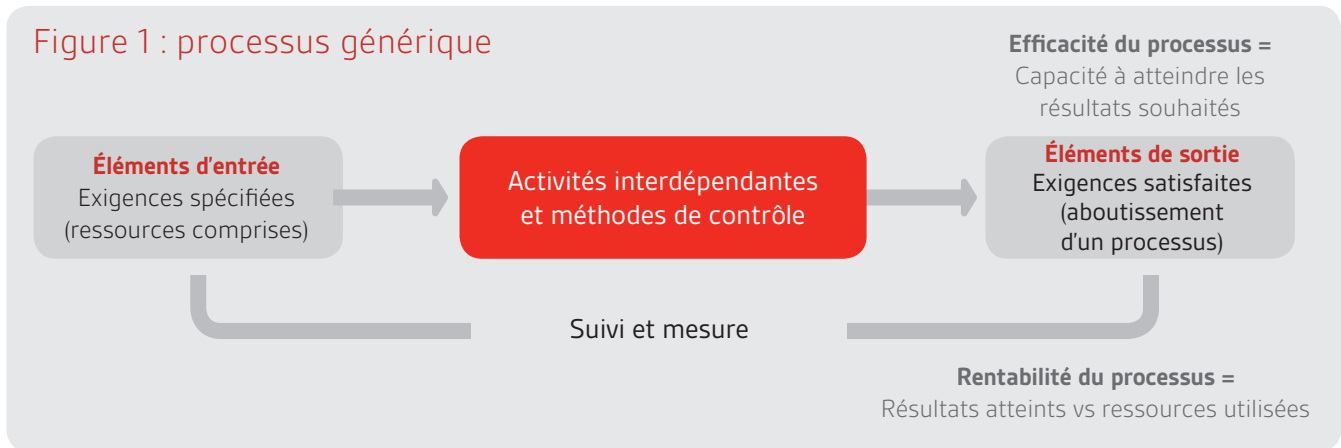 Figure 1 : processus générique
Efficacité du processus =
Capacité à atteindre les
résultats souhaités
Éléments d'entrée
Exigences spécifiées
(ressources comprises)
Activités interdépendantes
et méthodes de contrôle
Éléments de sortie
Exigences satisfaites
(aboutissement
d'un processus)
Suivi et mesure
Rentabilité du processus =
Résultats atteints vs ressources utilisées